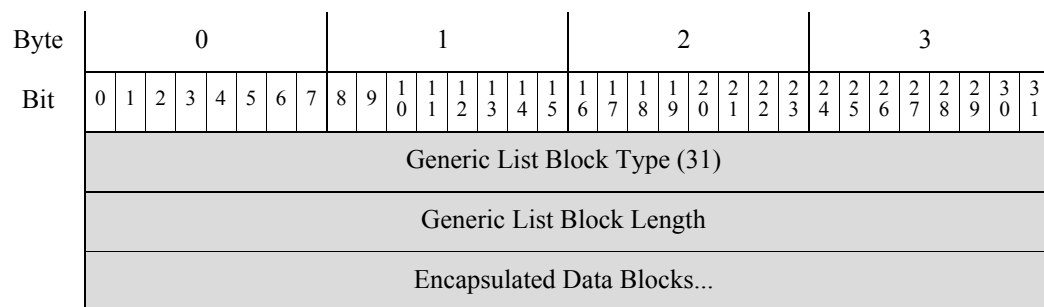 Byte 0 1 2 3
Bit 0 1 2 3 4 5 6 7 8 9 10 11 12 13 14 15 16 17 18 19 20 21 22 23 24 25 26 27 28 29 30 31
Generic List Block Type (31)
Generic List Block Length
Encapsulated Data Blocks...